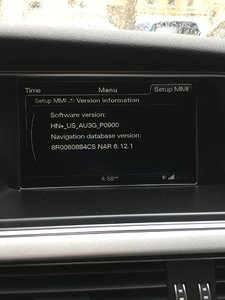 Time Menu Setup MMI
Setup MMI... Version information
Software version:
HN+_US_AU3G_P0900
Navigation database version:
8R0060884CS NAR 6.12.1
4:58